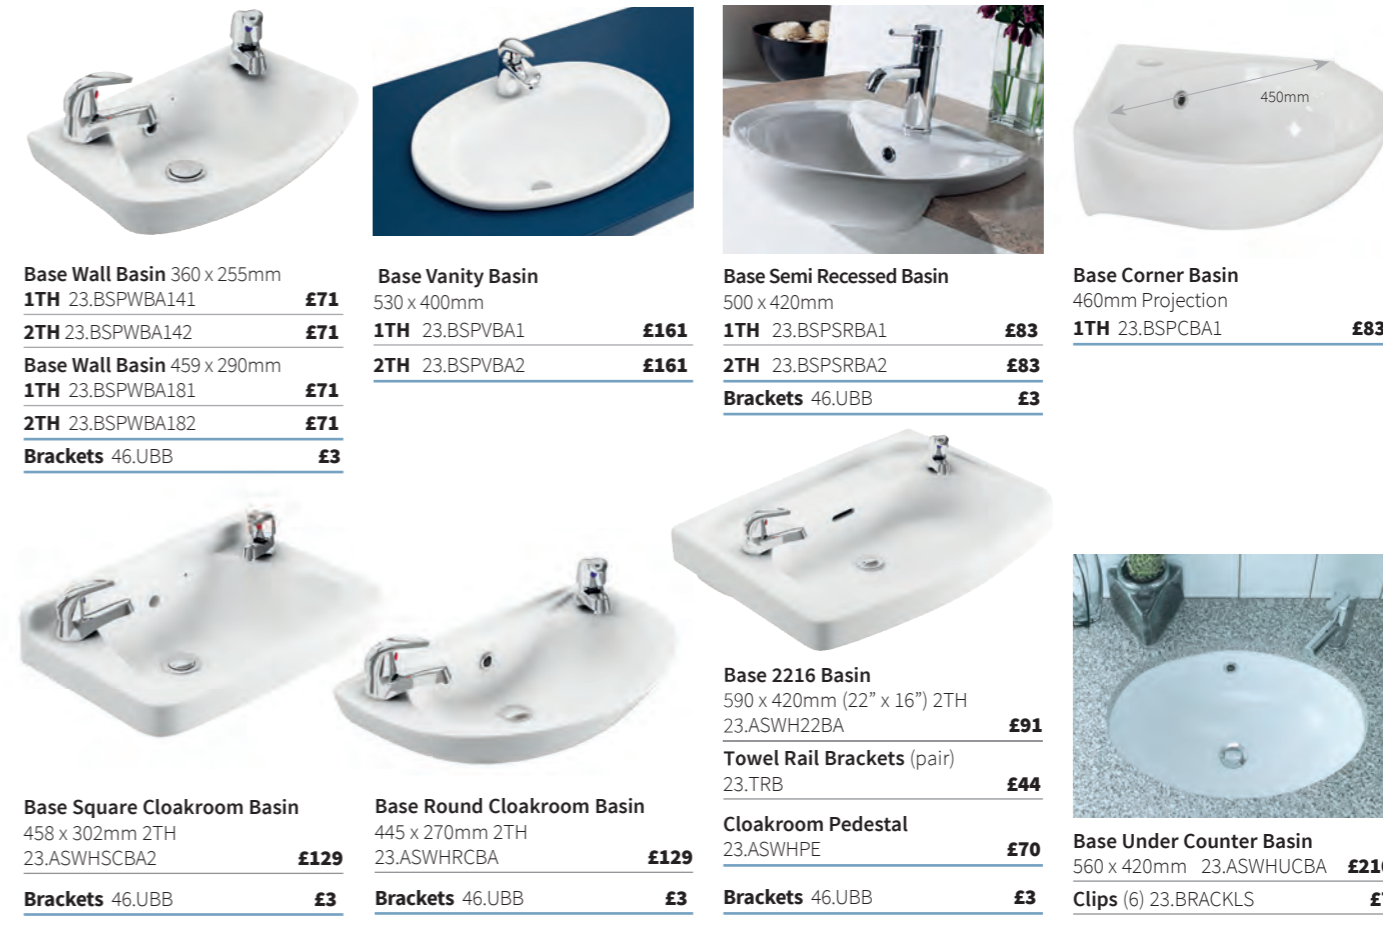 450mm
Base Wall Basin 360 x 255mm
1TH 23.BSPWBA141 £71
2TH 23.BSPWBA142 £71
Base Wall Basin 459 x 290mm
1TH 23.BSPWBA181 £71
2TH 23.BSPWBA182 £71
Brackets 46.UBB £3
Base Vanity Basin
530 x 400mm
1TH 23.BSPVBA1 £161
2TH 23.BSPVBA2 £161
Base Semi Recessed Basin
500 x 420mm
1TH 23.BSPSRBA1 £83
2TH 23.BSPSRBA2 £83
Brackets 46.UBB £3
Base Corner Basin
460mm Projection
1TH 23.BSPCBA1 £83
Base Square Cloakroom Basin
458 x 302mm 2TH
23.ASWHSCBA2 £129
Brackets 46.UBB £3
Base Round Cloakroom Basin
445 x 270mm 2TH
23.ASWHRCBA £129
Brackets 46.UBB £3
Base 2216 Basin
590 x 420mm (22” x 16”) 2TH
23.ASWH22BA £91
Towel Rail Brackets (pair)
23.TRB £44
Cloakroom Pedestal
23.ASWHPE £70
Brackets 46.UBB £3
Base Under Counter Basin
560 x 420mm 23.ASWHUCBA
Clips (6) 23.BRACKLS